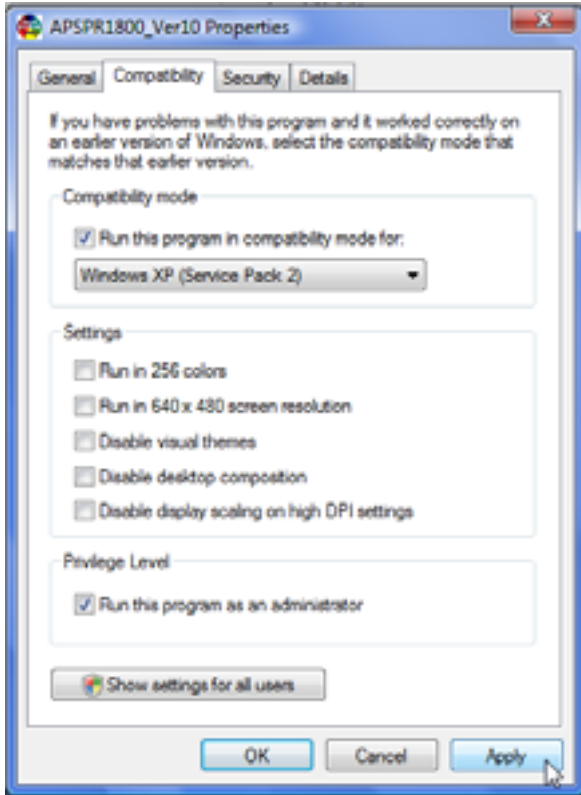 APSPR1800_Ver10 Properties
General Compatibility Security Details
If you have problems with this program and it worked correctly on
an earlier version of Windows, select the compatibility mode that
matches that earlier version.
Compatibility mode
Run this program in compatibility mode for:
Windows XP (Service Pack 2)
Settings
Run in 256 colors
Run in 640 x 480 screen resolution
Disable visual themes
Disable desktop composition
Disable display scaling on high DPI settings
Privilege Level
Run this program as an administrator
Show settings for all users
OK Cancel Apply